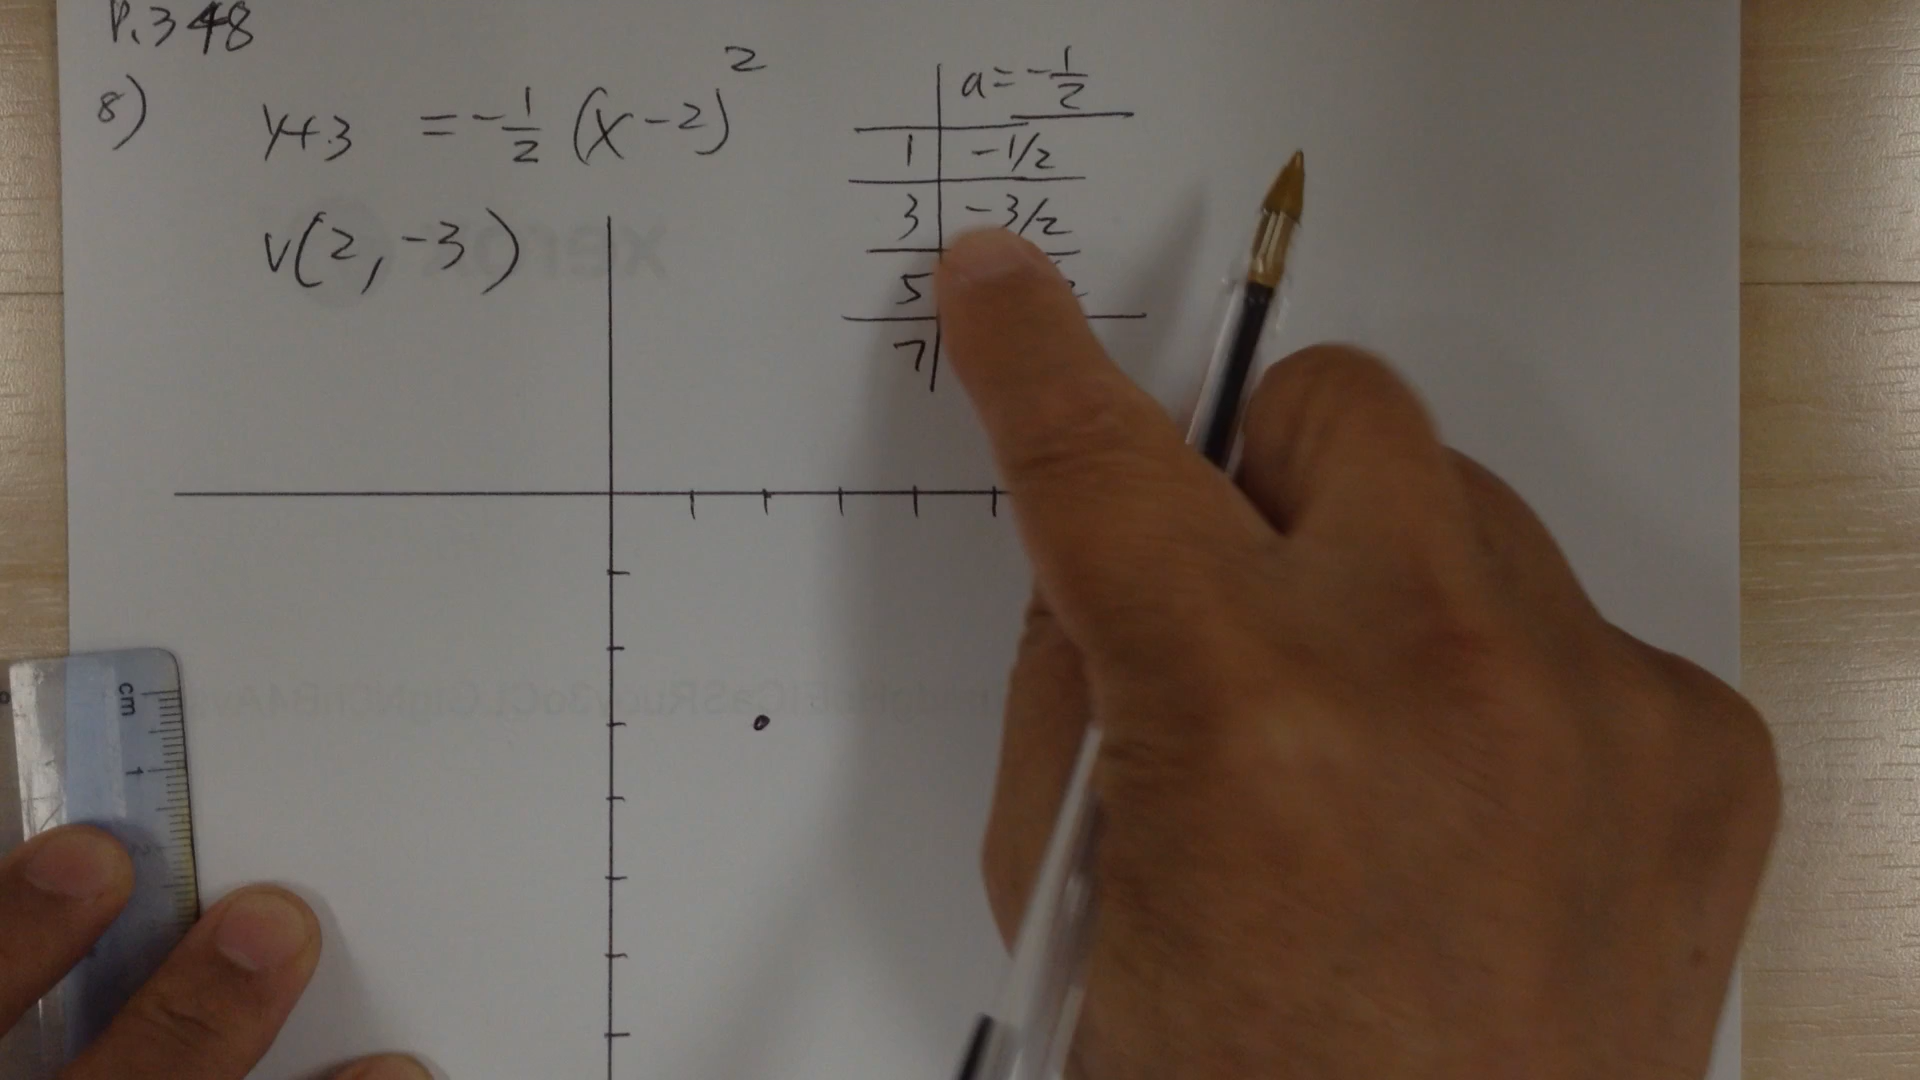 P.348
8) y+3 = -1/2 (x-2)²
V(2,-3)
a=-1/2
1 -1/2
3 -3/2
5
7
cm
1
2